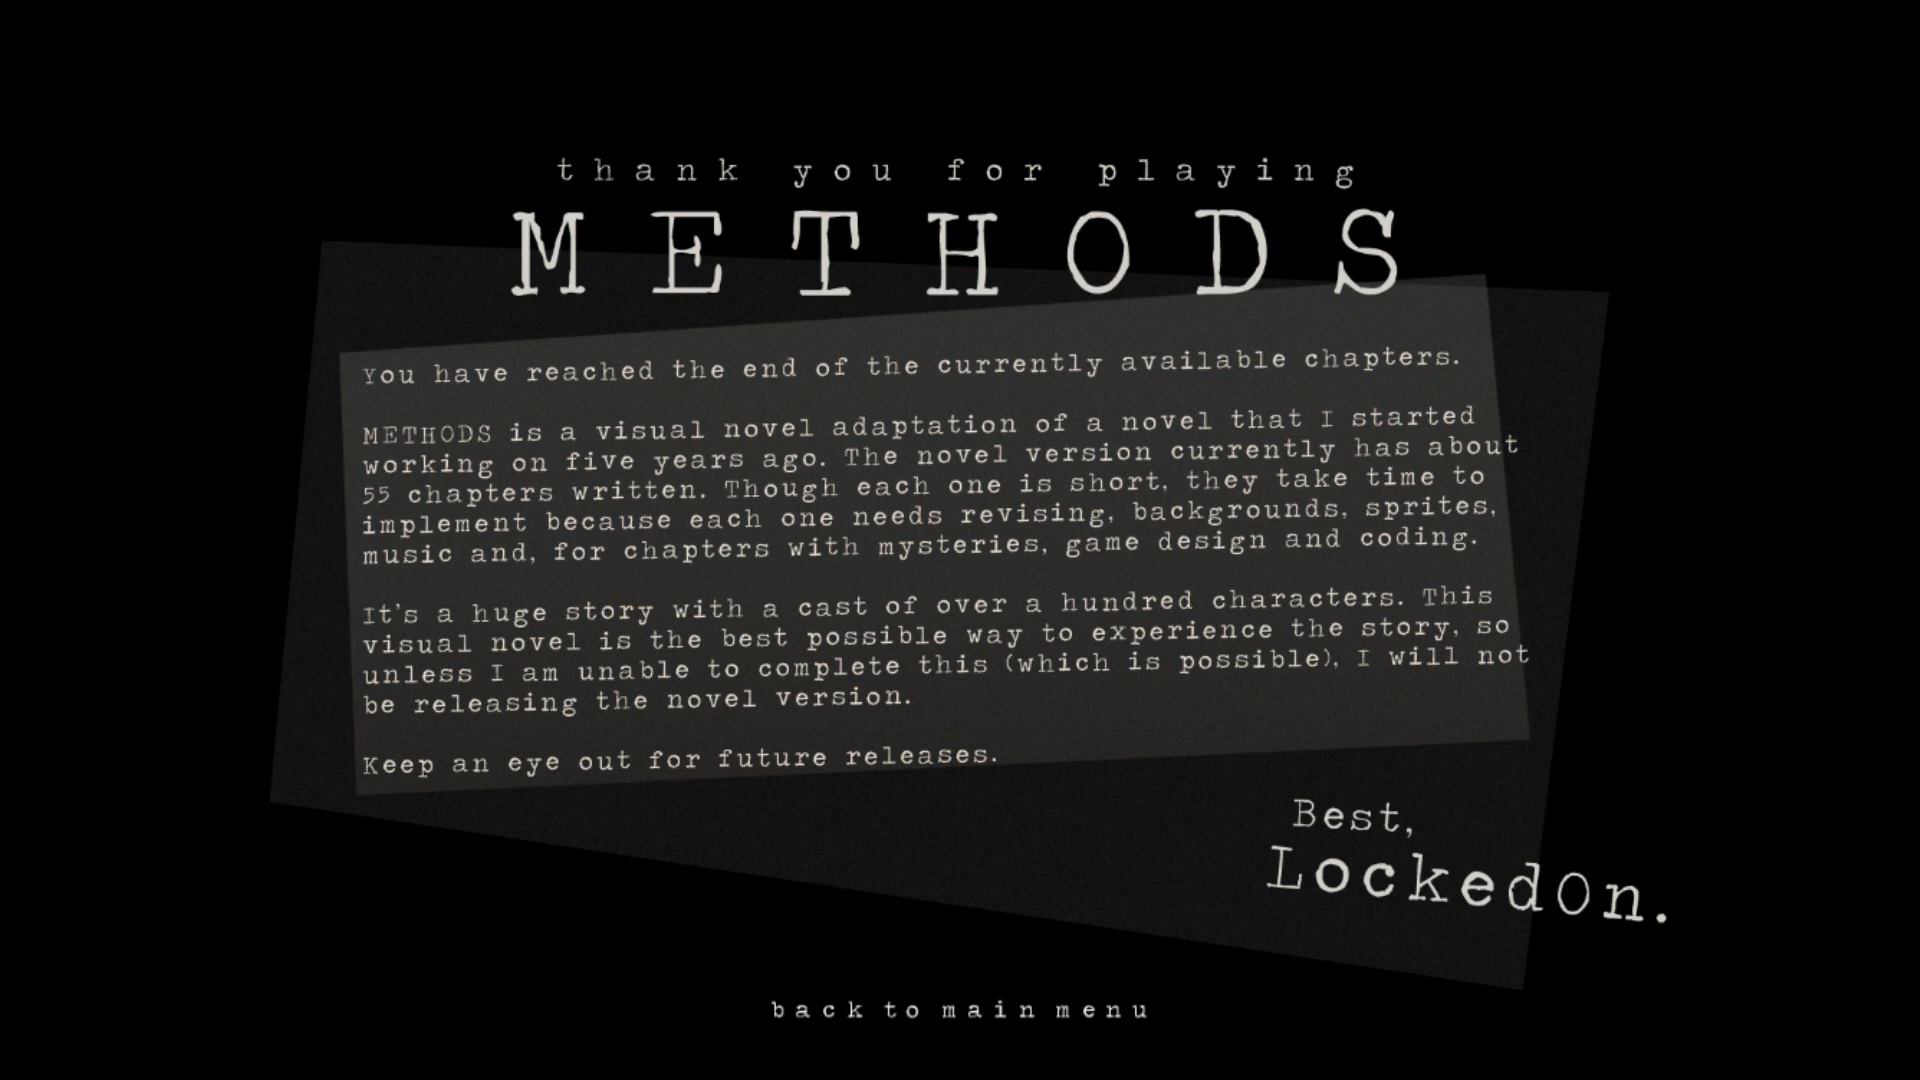 thank you for playing
METHODS
You have reached the end of the currently available chapters.
METHODS is a visual novel adaptation of a novel that I started
working on five years ago. The novel version currently has about
55 chapters written. Though each one is short, they take time to
implement because each one needs revising, backgrounds, sprites,
music and, for chapters with mysteries, game design and coding.
It's a huge story with a cast of over a hundred characters. This
visual novel is the best possible way to experience the story, so
unless I am unable to complete this (which is possible), I will not
be releasing the novel version.
Keep an eye out for future releases.
Best,
LockedOn.
back to main menu